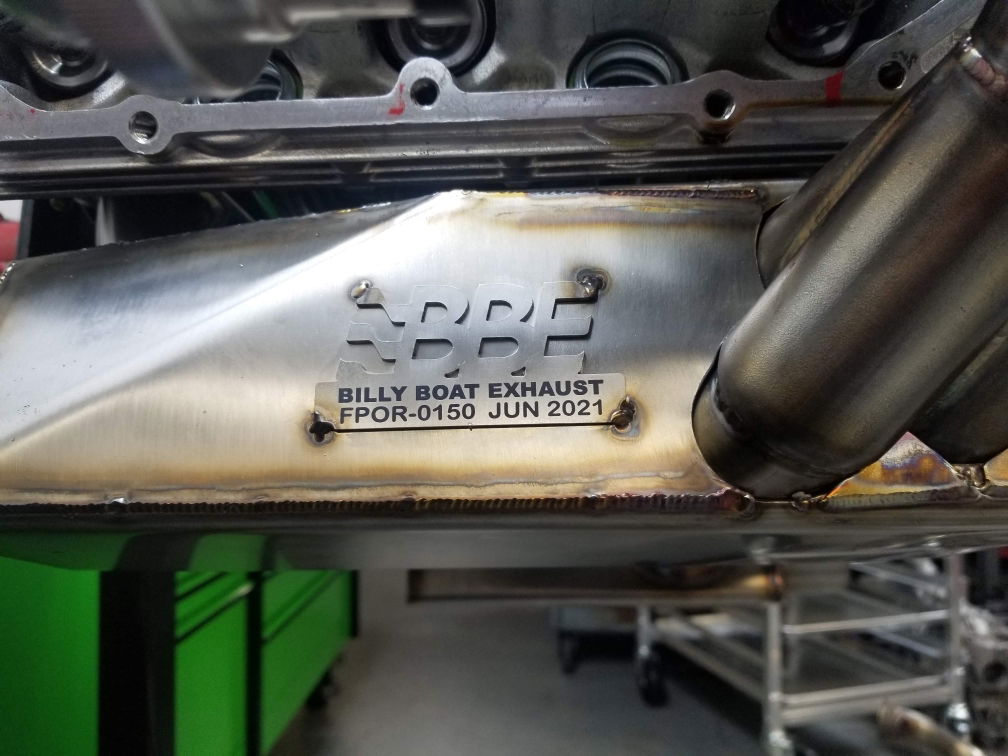 BBE
BILLY BOAT EXHAUST
FPOR-0150 JUN 2021